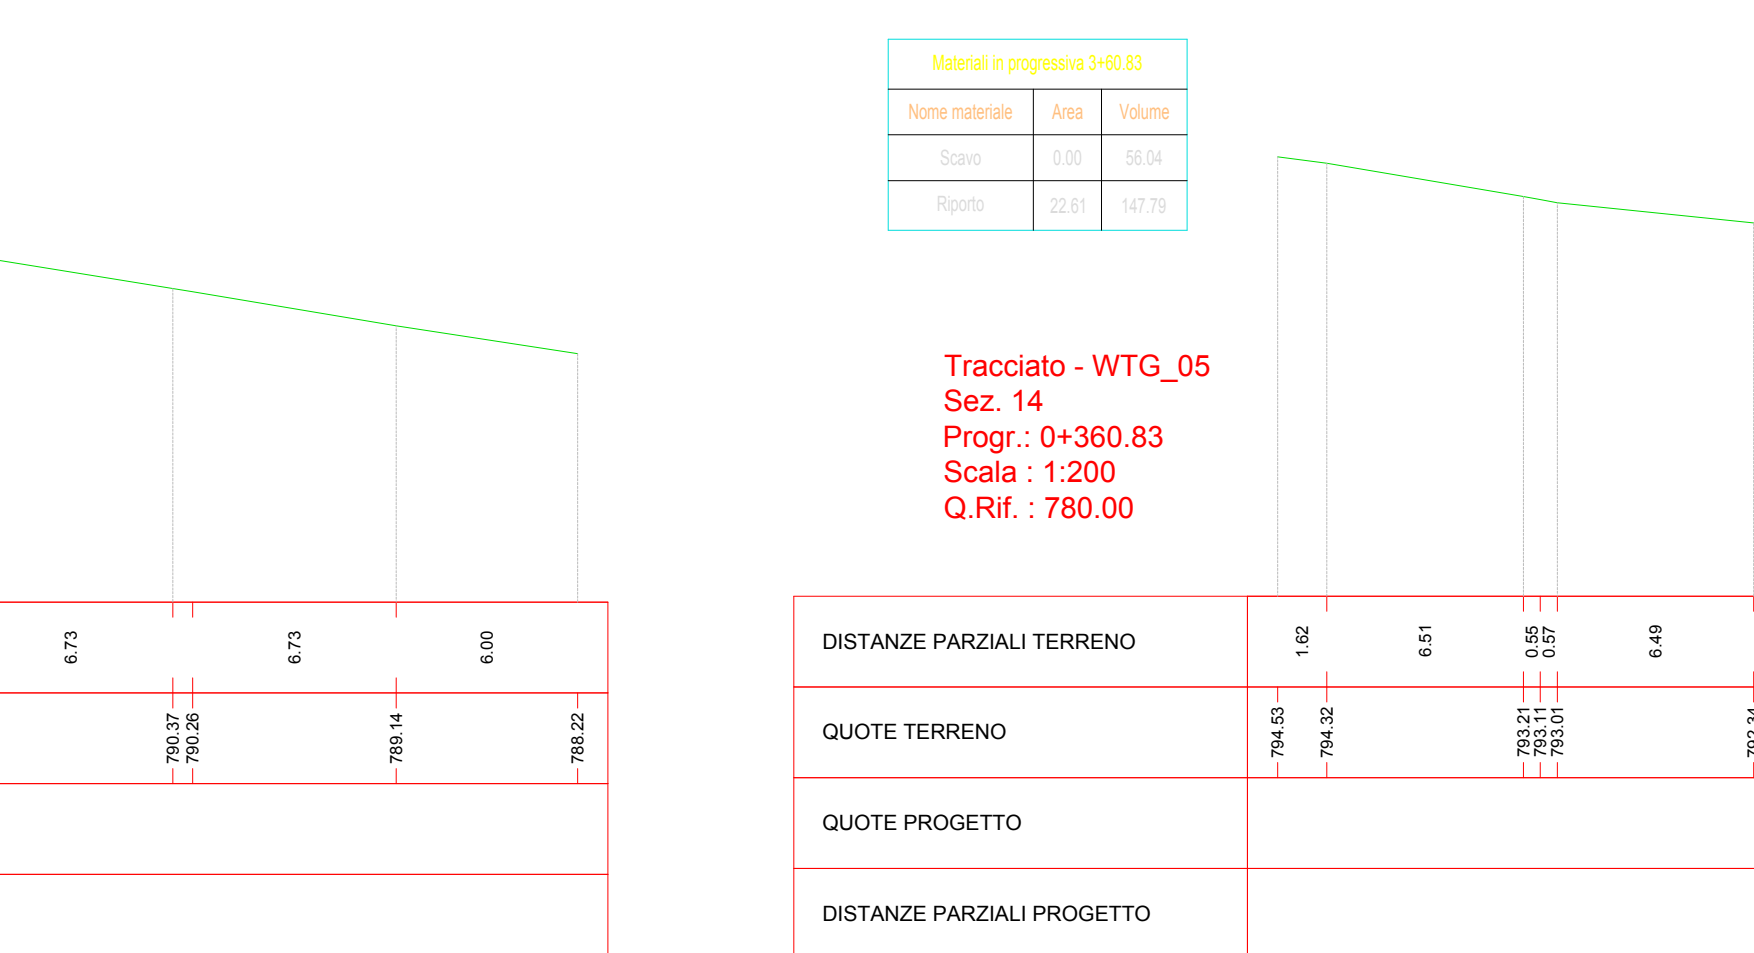 Materiali in progressiva 3+60.83
Nome materiale Area Volume
Scavo 0.00 56.04
Riporto 22.61 147.79
Tracciato - WTG_05
Sez. 14
Progr.: 0+360.83
Scala : 1:200
Q.Rif. : 780.00
6.73 6.73 6.00
790.37 790.26 789.14 788.22
DISTANZE PARZIALI TERRENO 1.62 6.51 0.55 0.57 6.49
QUOTE TERRENO 794.53 794.32 793.21 793.11 793.01
QUOTE PROGETTO
DISTANZE PARZIALI PROGETTO